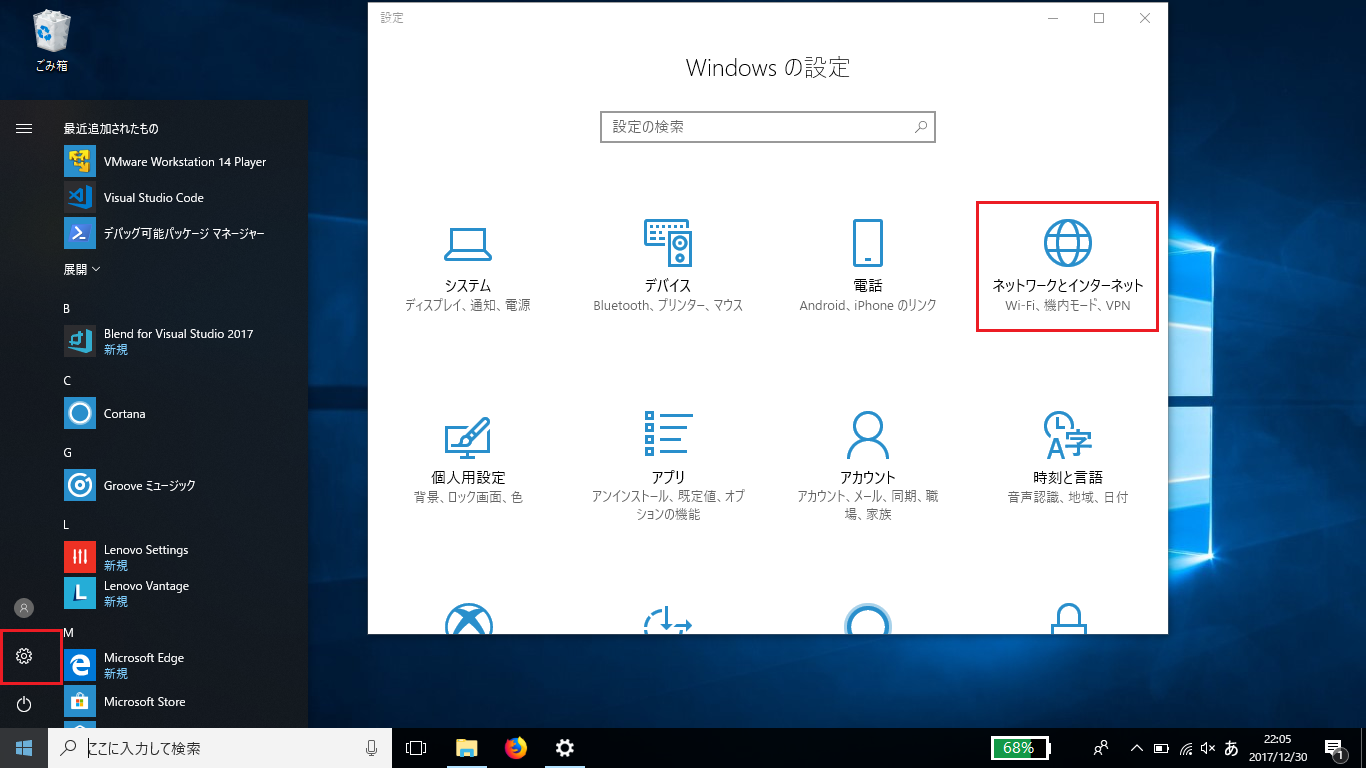 ごみ箱
最近追加されたもの
VMware Workstation 14 Player
Visual Studio Code
デバッグ可能パッケージ マネージャー
展開
B
Blend for Visual Studio 2017
新規
C
Cortana
G
Groove ミュージック
L
Lenovo Settings
新規
Lenovo Vantage
新規
M
Microsoft Edge
新規
Microsoft Store
設定
Windows の設定
設定の検索
システム
ディスプレイ、通知、電源
デバイス
Bluetooth、プリンター、マウス
電話
Android、iPhone のリンク
ネットワークとインターネット
Wi-Fi、機内モード、VPN
個人用設定
背景、ロック画面、色
アプリ
アンインストール、既定値、オプ
ションの機能
アカウント
アカウント、メール、同期、職
場、家族
時刻と言語
音声認識、地域、日付
ここに入力して検索
68%
あ
22:05
2017/12/30
1